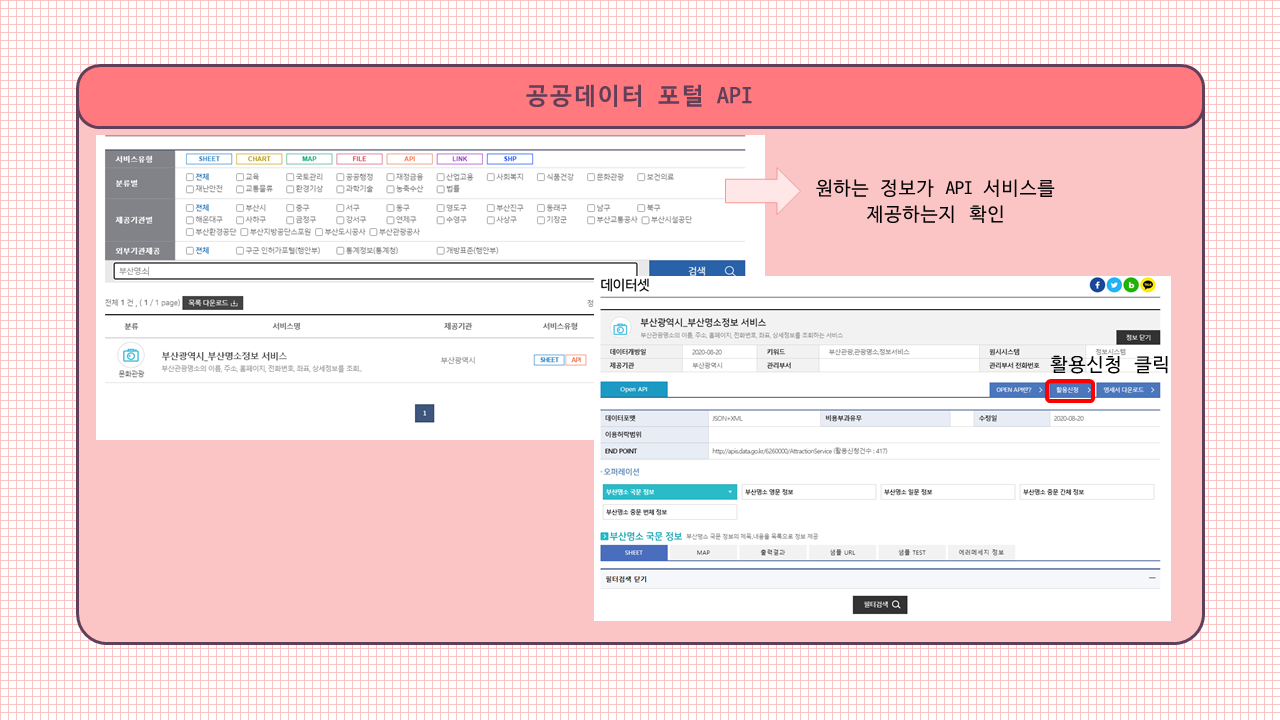 공공데이터 포털 API
서비스유형 SHEET CHART MAP FILE API LINK SHP
분류별 전체 교육 국토관리 공공행정 재정금융 산업고용 사회복지 식품건강 문화관광 보건의료
재난안전 교통물류 환경기상 과학기술 농축수산 법률
제공기관별 전체 부산시 중구 서구 동구 영도구 부산진구 동래구 남구 북구
해운대구 사하구 금정구 강서구 연제구 수영구 사상구 기장군 부산교통공사 부산시설공단
부산환경공단 부산지방공단스포원 부산도시공사 부산관광공사
외부기관제공 전체 구군 인허가포털(행안부) 통계정보(통계청) 개방표준(행안부)
부산명소 검색
전체 1 건 , ( 1 / 1 page) 목록 다운로드 정
분류 서비스명 제공기관 서비스유형
부산광역시_부산명소정보 서비스
부산광역시 SHEET API
부산관광명소의 이름, 주소, 홈페이지, 전화번호, 좌표, 상세정보를 조회..
문화관광
1
원하는 정보가 API 서비스를
제공하는지 확인
데이터셋
부산광역시_부산명소정보 서비스
부산관광명소의 이름, 주소, 홈페이지, 전화번호, 좌표, 상세정보를 조회하는 서비스
정보 닫기
데이터개방일 2020-08-20 키워드 부산관광,관광명소,정보서비스 원시시스템 정보시스템
제공기관 부산광역시 관리부서 관리부서 전화번호
활용신청 클릭
Open API OPEN API란? 활용신청 명세서 다운로드
데이터포맷 JSON+XML 비용부과유무 수정일 2020-08-20
이용허락범위
END POINT http://apis.data.go.kr/6260000/AttractionService (활용신청건수 : 417)
오퍼레이션
부산명소 국문 정보 부산명소 영문 정보 부산명소 일문 정보 부산명소 중문 간체 정보
부산명소 중문 번체 정보
부산명소 국문 정보 부산명소 국문 정보의 제목,내용을 목록으로 정보 제공
SHEET MAP 출력결과 샘플 URL 샘플 TEST 에러메세지 정보
필터검색 닫기
필터검색